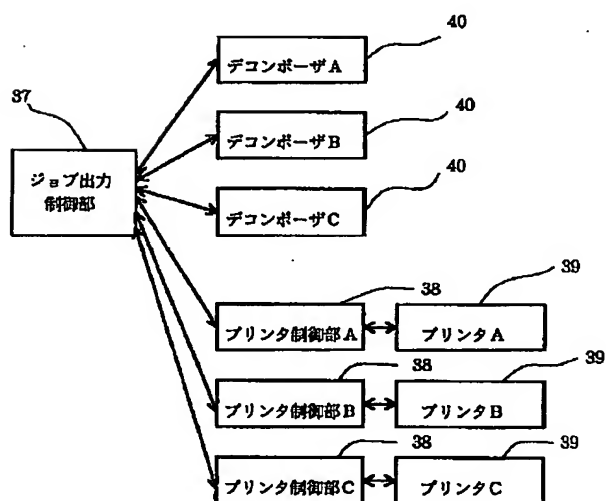 40
デコンポーザA
37
40
デコンポーザB
ジョブ出力
制御部
40
デコンポーザC
38
39
プリンタ制御部A
プリンタA
38
39
プリンタ制御部B
プリンタB
38
39
プリンタ制御部C
プリンタC